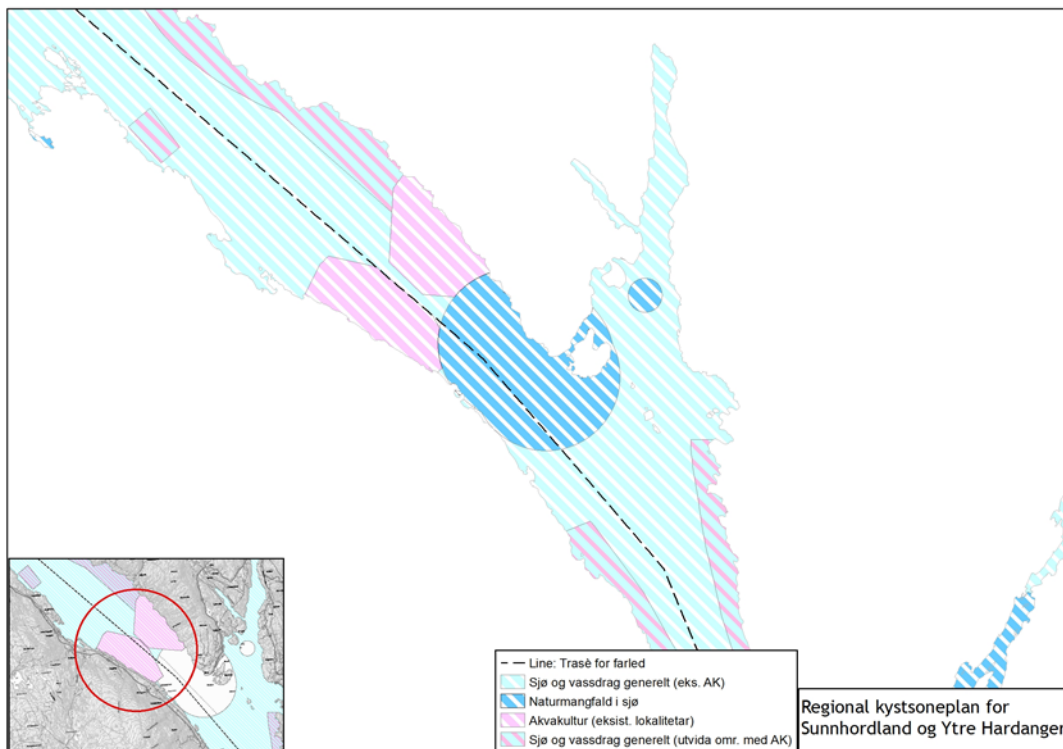 Line: Trasè for farled
Sjø og vassdrag generelt (eks. AK)
Naturmangfald i sjø
Akvakultur (eksist. lokalitetar)
Sjø og vassdrag generelt (utvida omr. med AK)
Regional kystsoneplan for
Sunnhordland og Ytre Hardanger